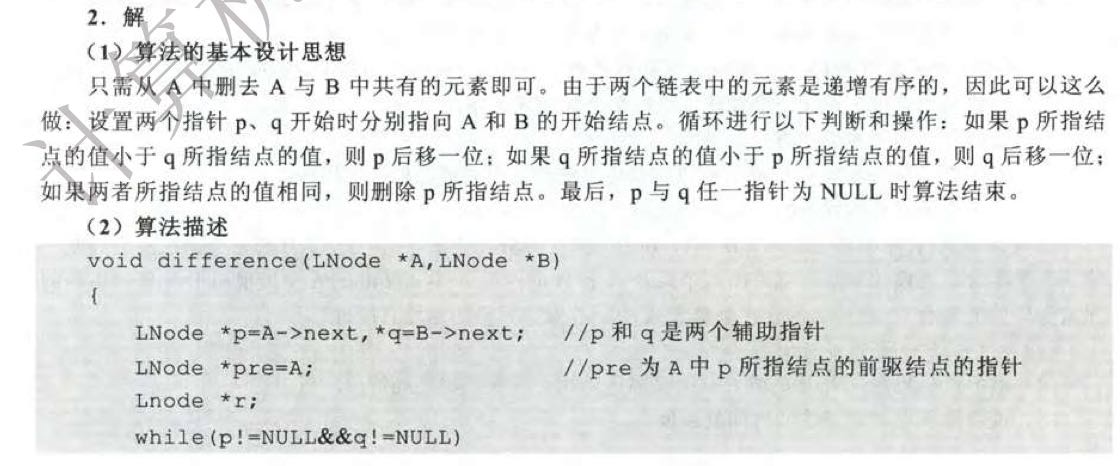 2．解
（1）算法的基本设计思想
只需从 A 中删去 A 与 B 中共有的元素即可。由于两个链表中的元素是递增有序的，因此可以这么
做：设置两个指针 p、q 开始时分别指向 A 和 B 的开始结点。循环进行以下判断和操作：如果 p 所指结
点的值小于 q 所指结点的值，则 p 后移一位；如果 q 所指结点的值小于 p 所指结点的值，则 q 后移一位；
如果两者所指结点的值相同，则删除 p 所指结点。最后，p 与 q 任一指针为 NULL 时算法结束。
（2）算法描述
void difference(LNode *A,LNode *B)
{
LNode *p=A->next,*q=B->next; //p 和 q 是两个辅助指针
LNode *pre=A; //pre 为 A 中 p 所指结点的前驱结点的指针
Lnode *r;
while(p!=NULL&&q!=NULL)
计算机